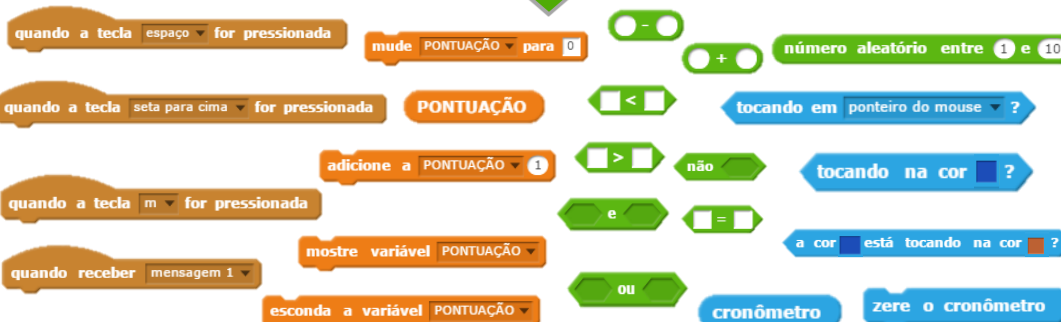 quando a tecla espaço for pressionada
mude PONTUAÇÃO para 0
-
+
número aleatório entre 1 e 10
quando a tecla seta para cima for pressionada
PONTUAÇÃO
<
tocando em ponteiro do mouse ?
adicione a PONTUAÇÃO 1
>
não
tocando na cor ?
quando a tecla m for pressionada
e
=
a cor está tocando na cor ?
quando receber mensagem 1
mostre variável PONTUAÇÃO
ou
esconda a variável PONTUAÇÃO
cronômetro
zere o cronômetro